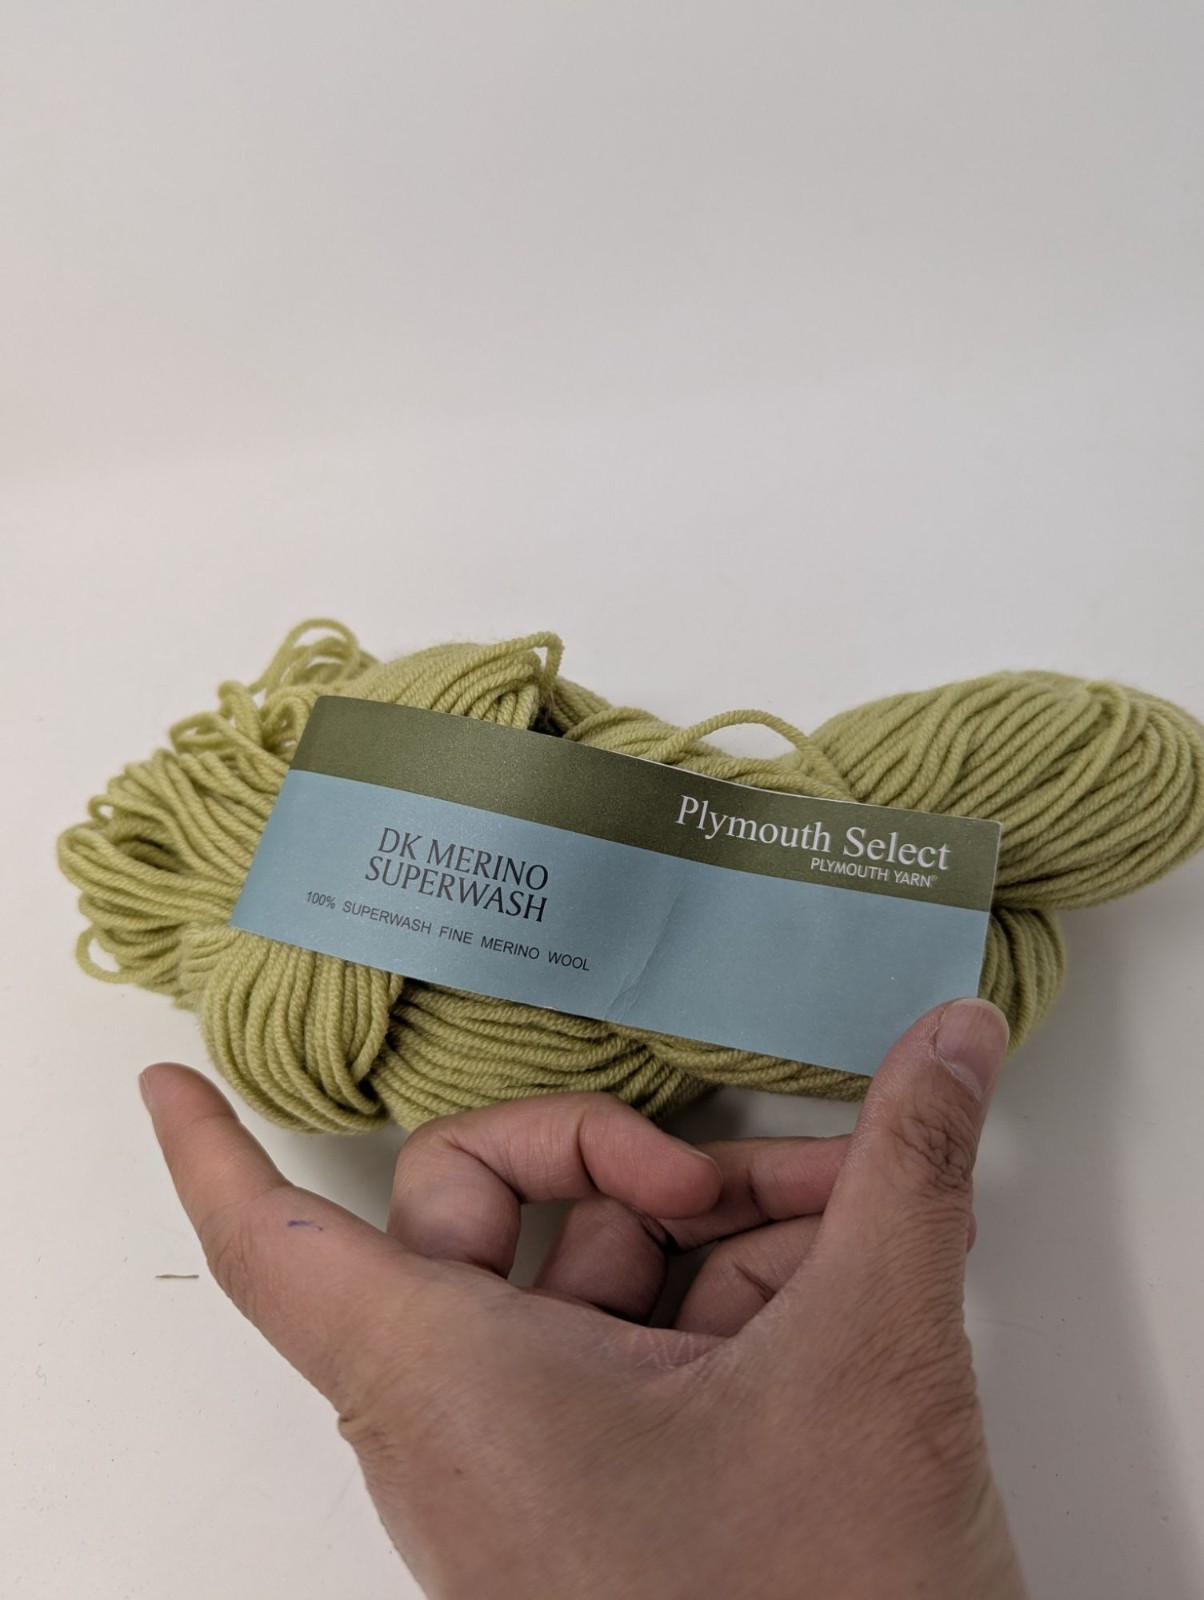 Plymouth Select
PLYMOUTH YARN®
DK MERINO
SUPERWASH
100% SUPERWASH FINE MERINO WOOL